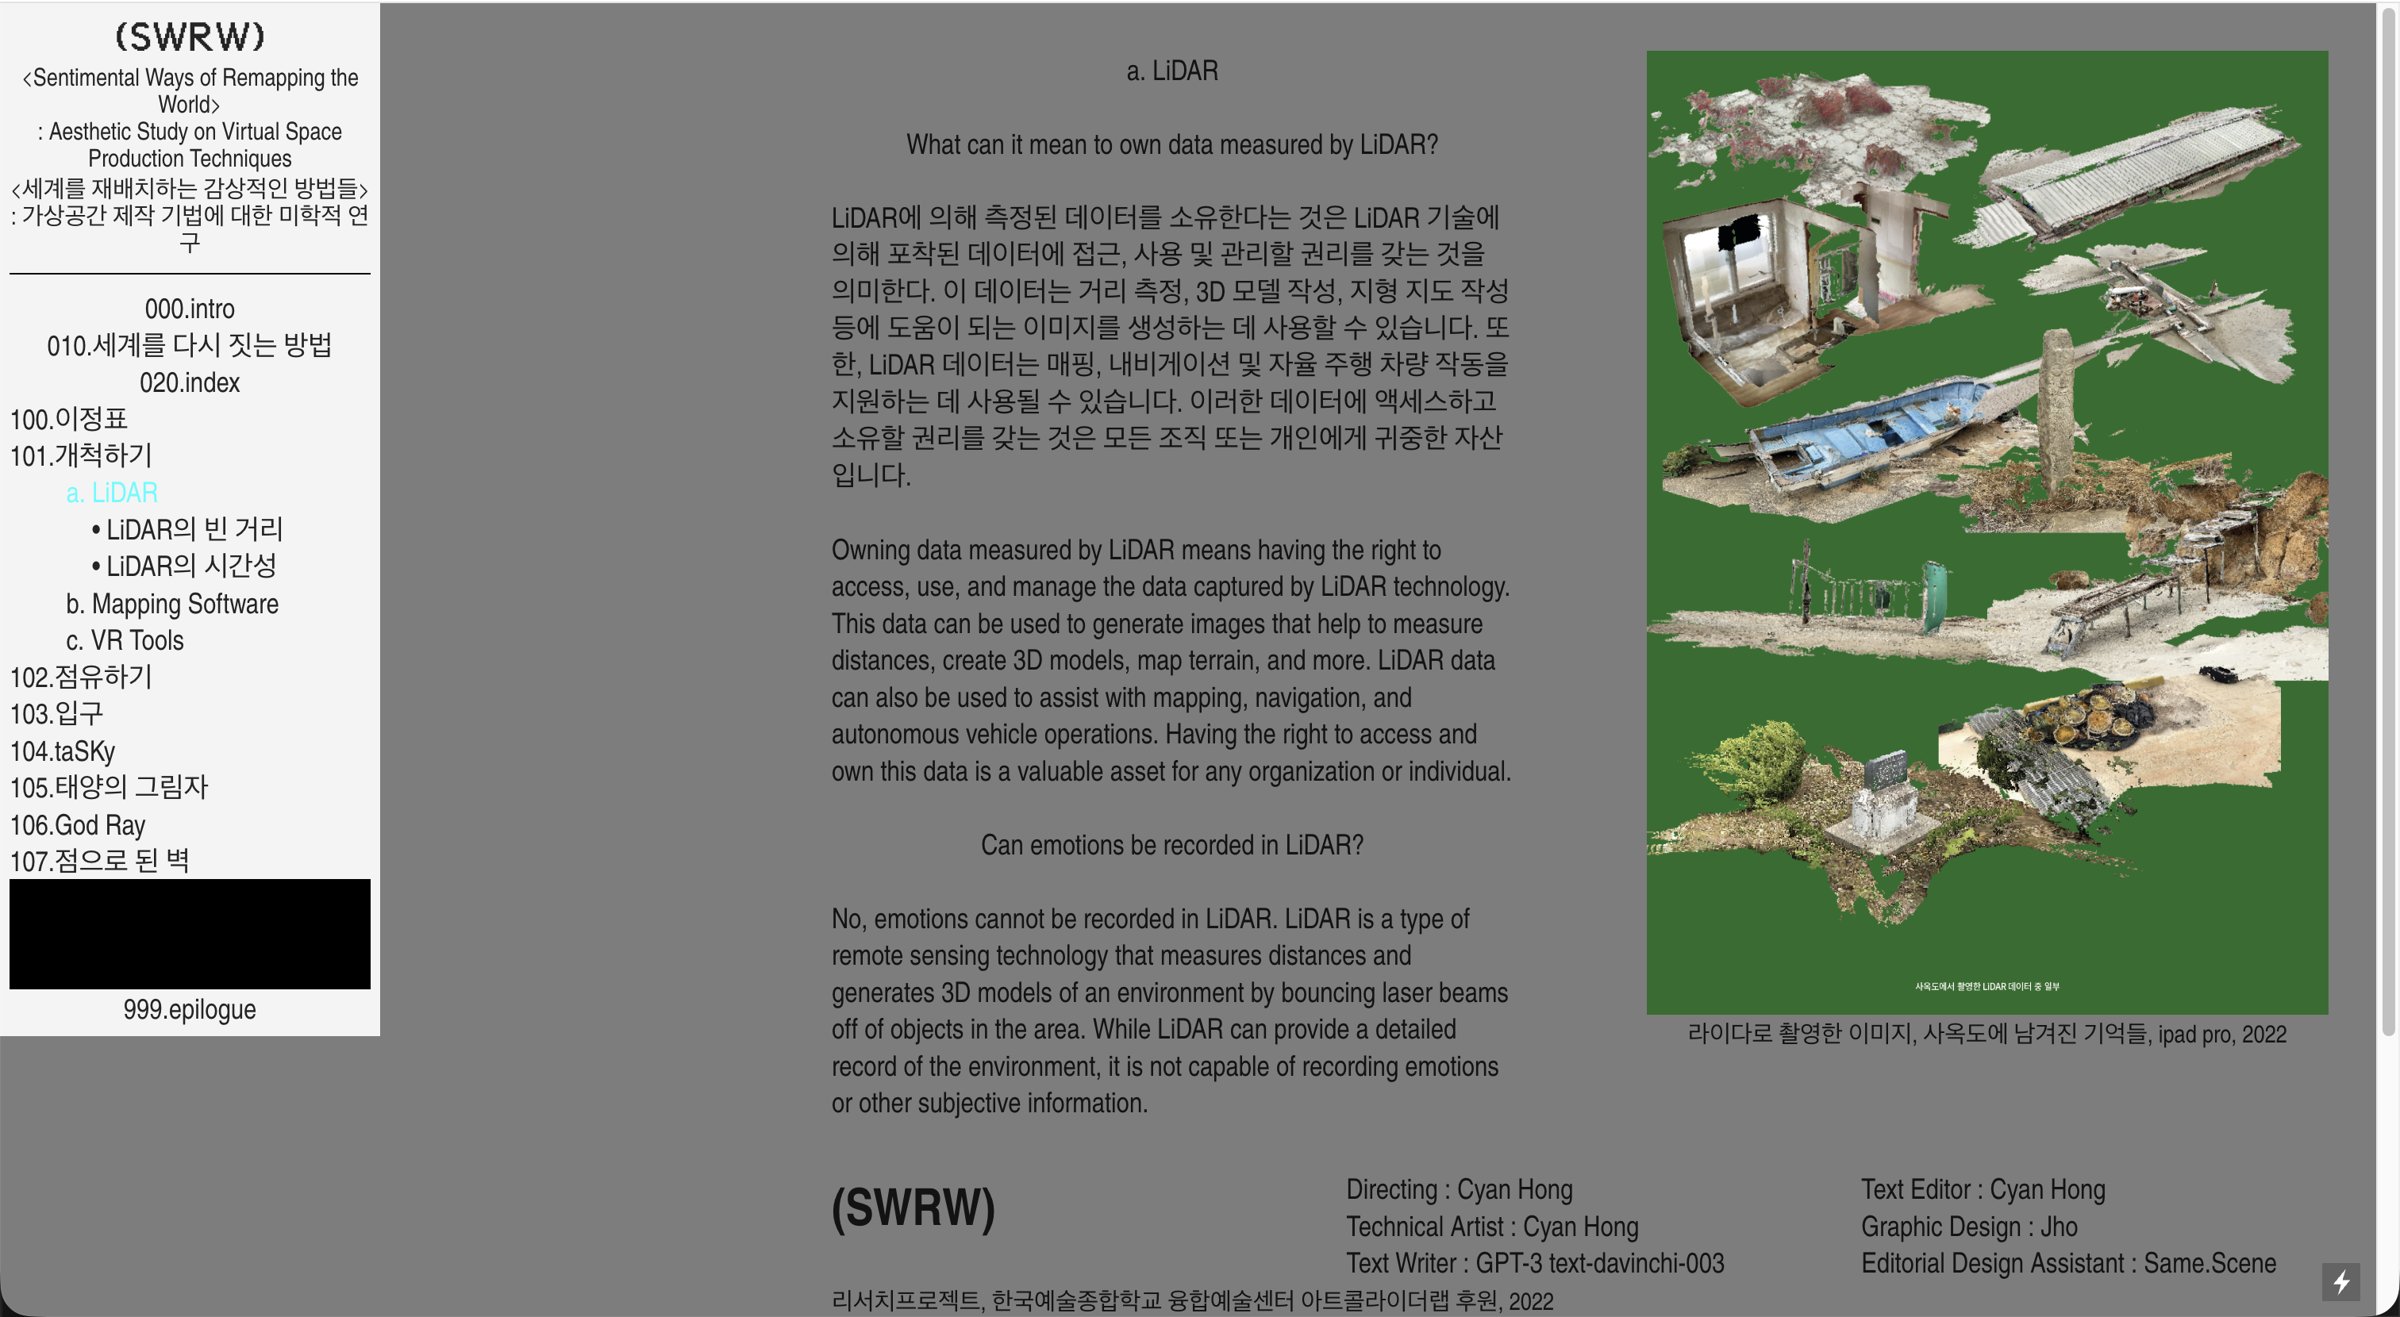 (SWRW)
<Sentimental Ways of Remapping the
World>
: Aesthetic Study on Virtual Space
Production Techniques
<세계를 재배치하는 감상적인 방법들>
: 가상공간 제작 기법에 대한 미학적 연
구
000.intro
010.세계를 다시 짓는 방법
020.index
100.이정표
101.개척하기
a. LiDAR
• LiDAR의 빈 거리
• LiDAR의 시간성
b. Mapping Software
c. VR Tools
102.점유하기
103.입구
104.taSKy
105.태양의 그림자
106.God Ray
107.점으로 된 벽
999.epilogue
a. LiDAR
What can it mean to own data measured by LiDAR?
LiDAR에 의해 측정된 데이터를 소유한다는 것은 LiDAR 기술에
의해 포착된 데이터에 접근, 사용 및 관리할 권리를 갖는 것을
의미한다. 이 데이터는 거리 측정, 3D 모델 작성, 지형 지도 작성
등에 도움이 되는 이미지를 생성하는 데 사용할 수 있습니다. 또
한, LiDAR 데이터는 매핑, 내비게이션 및 자율 주행 차량 작동을
지원하는 데 사용될 수 있습니다. 이러한 데이터에 액세스하고
소유할 권리를 갖는 것은 모든 조직 또는 개인에게 귀중한 자산
입니다.
Owning data measured by LiDAR means having the right to
access, use, and manage the data captured by LiDAR technology.
This data can be used to generate images that help to measure
distances, create 3D models, map terrain, and more. LiDAR data
can also be used to assist with mapping, navigation, and
autonomous vehicle operations. Having the right to access and
own this data is a valuable asset for any organization or individual.
Can emotions be recorded in LiDAR?
No, emotions cannot be recorded in LiDAR. LiDAR is a type of
remote sensing technology that measures distances and
generates 3D models of an environment by bouncing laser beams
off of objects in the area. While LiDAR can provide a detailed
record of the environment, it is not capable of recording emotions
or other subjective information.
사옥도에서 촬영한 LiDAR 데이터 중 일부
라이다로 촬영한 이미지, 사옥도에 남겨진 기억들, ipad pro, 2022
(SWRW)
Directing : Cyan Hong
Technical Artist : Cyan Hong
Text Writer : GPT-3 text-davinchi-003
Text Editor : Cyan Hong
Graphic Design : Jho
Editorial Design Assistant : Same.Scene
리서치프로젝트, 한국예술종합학교 융합예술센터 아트콜라이더랩 후원, 2022